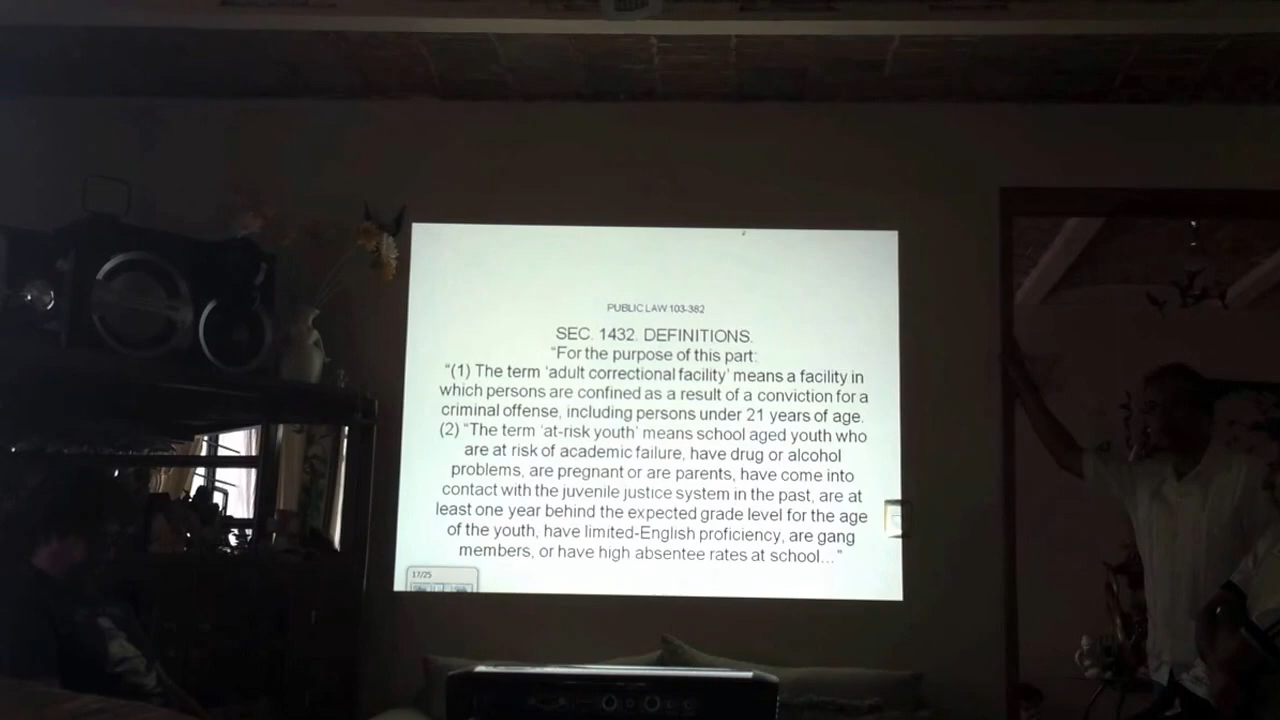 PUBLIC LAW 103-382
SEC. 1432. DEFINITIONS.
“For the purpose of this part:
“(1) The term ‘adult correctional facility’ means a facility in
which persons are confined as a result of a conviction for a
criminal offense, including persons under 21 years of age.
(2) “The term ‘at-risk youth’ means school aged youth who
are at risk of academic failure, have drug or alcohol
problems, are pregnant or are parents, have come into
contact with the juvenile justice system in the past, are at
least one year behind the expected grade level for the age
of the youth, have limited-English proficiency, are gang
members, or have high absentee rates at school...”
17/25